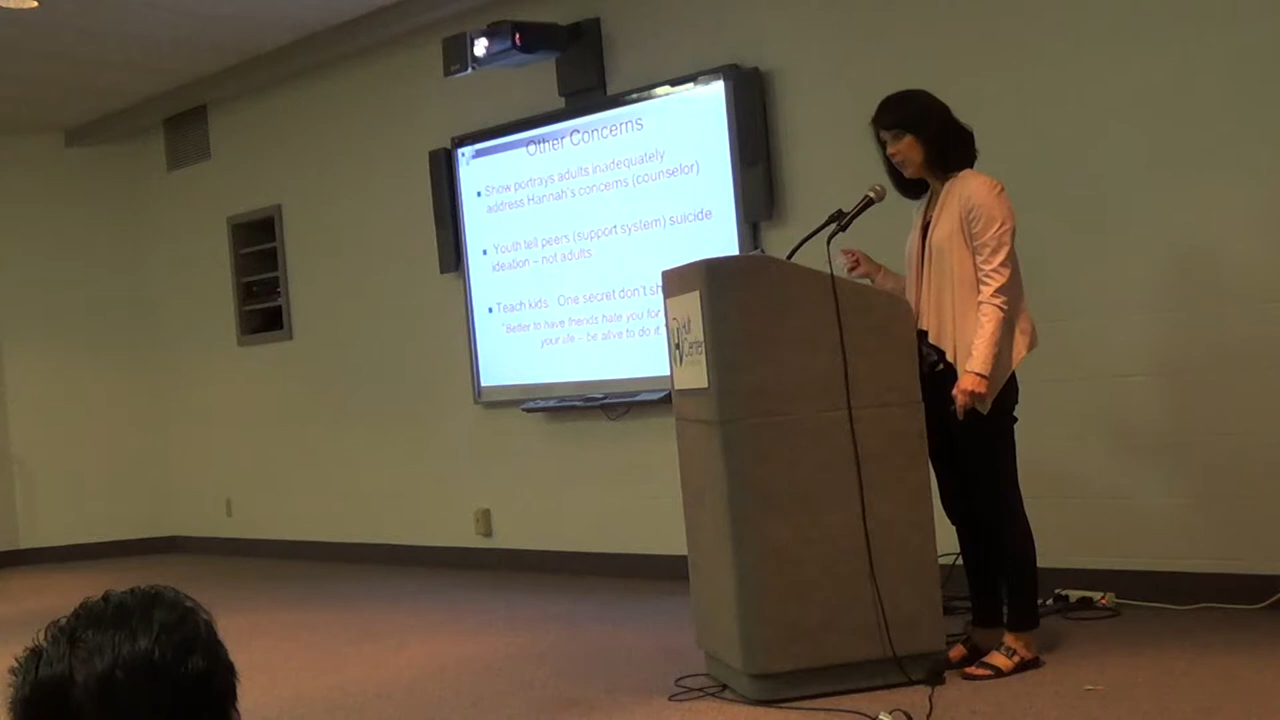 Other Concerns
Show portrays adults inadequately
address Hannah's concerns (counselor)
Youth tell peers (support system) suicide
ideation – not adults
Teach kids. One secret don't sh
"Better to have friends hate you for
your life – be alive to do it."
Center